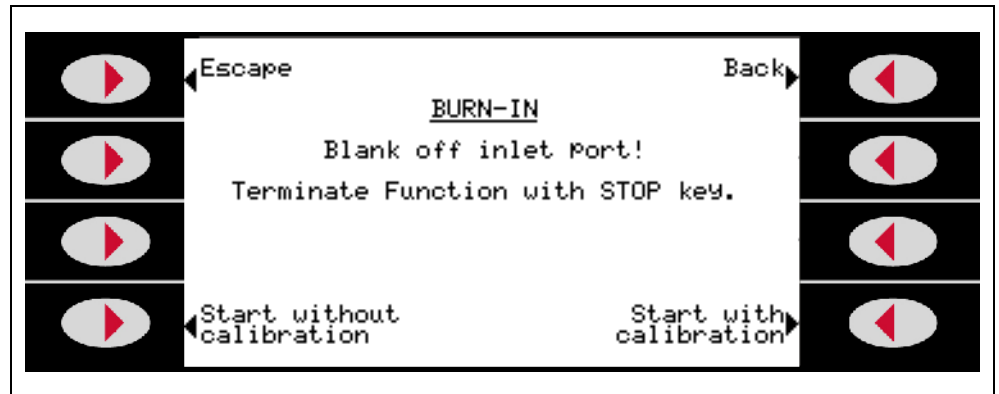 Escape Back
BURN-IN
Blank off inlet port!
Terminate Function with STOP key.
Start without Start with
calibration calibration